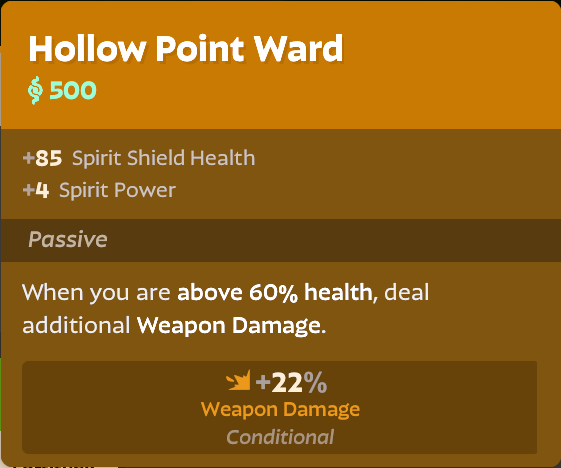 Hollow Point Ward
500
+85 Spirit Shield Health
+4 Spirit Power
Passive
When you are above 60% health, deal
additional Weapon Damage.
+22%
Weapon Damage
Conditional